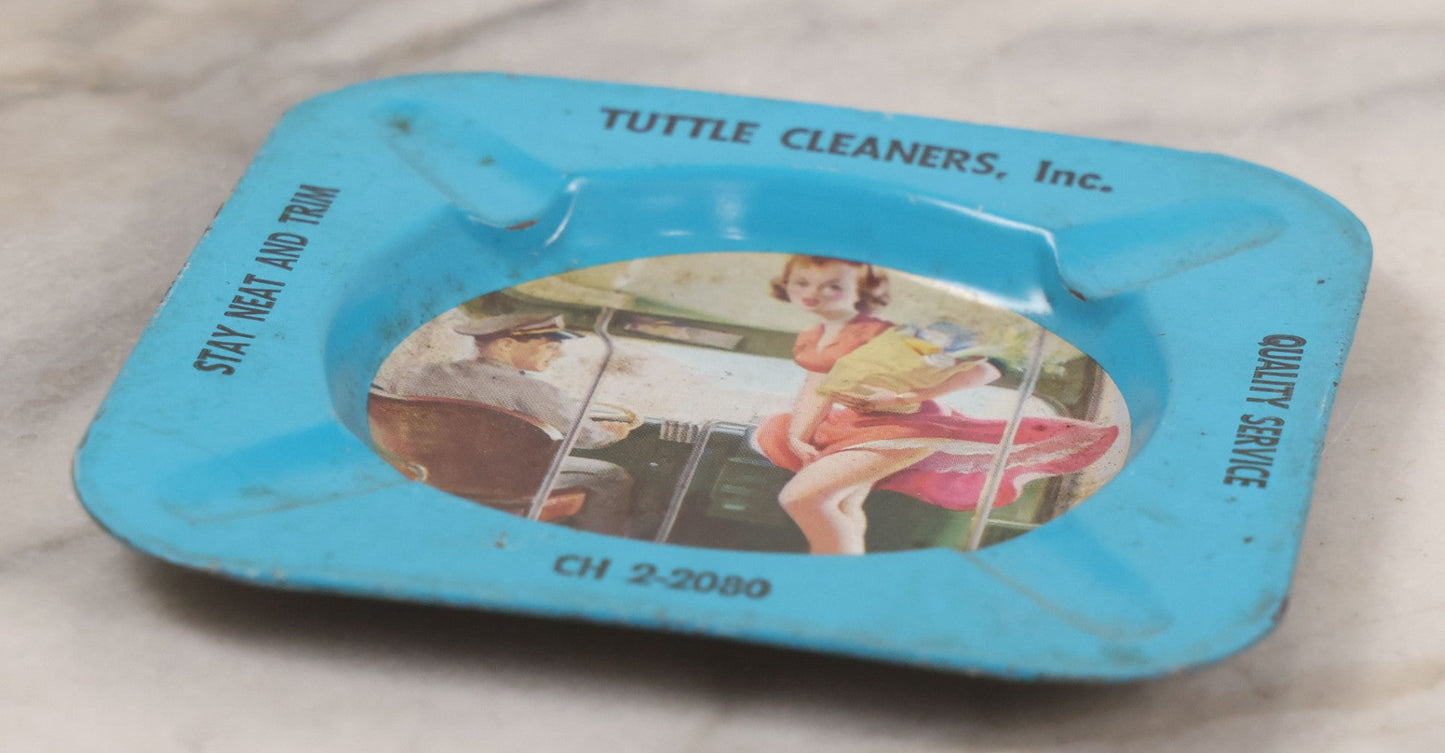 TUTTLE CLEANERS, Inc.
STAY NEAT AND TRIM
QUALITY SERVICE
CH 2-2080